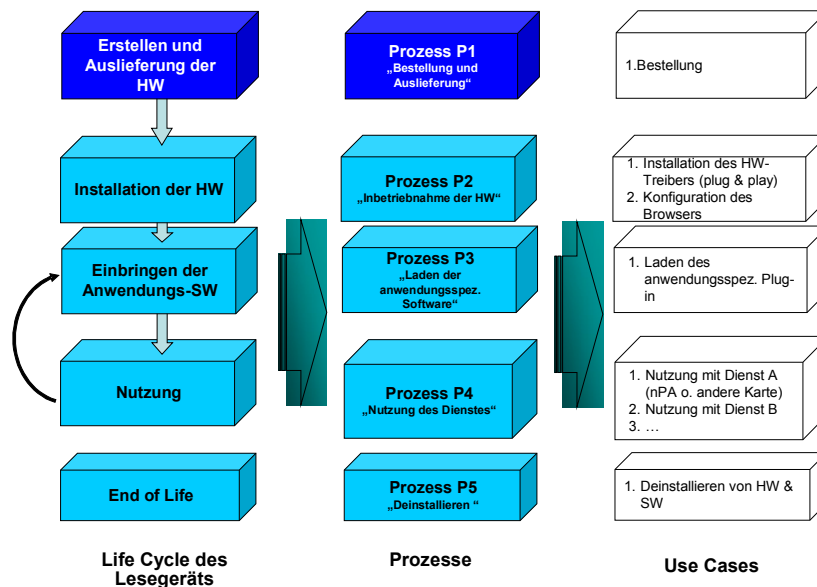 Erstellen und
Auslieferung der
HW
Prozess P1
„Bestellung und
Auslieferung“
1.Bestellung
Installation der HW
Prozess P2
„Inbetriebnahme der HW“
1. Installation des HW-
Treibers (plug & play)
2. Konfiguration des
Browsers
Einbringen der
Anwendungs-SW
Prozess P3
„Laden der
anwendungsspez.
Software“
1. Laden des
anwendungsspez. Plug-
in
Nutzung
Prozess P4
„Nutzung des Dienstes“
1. Nutzung mit Dienst A
(nPA o. andere Karte)
2. Nutzung mit Dienst B
3. …
End of Life
Prozess P5
„Deinstallieren “
1. Deinstallieren von HW &
SW
Life Cycle des
Lesegeräts
Prozesse
Use Cases